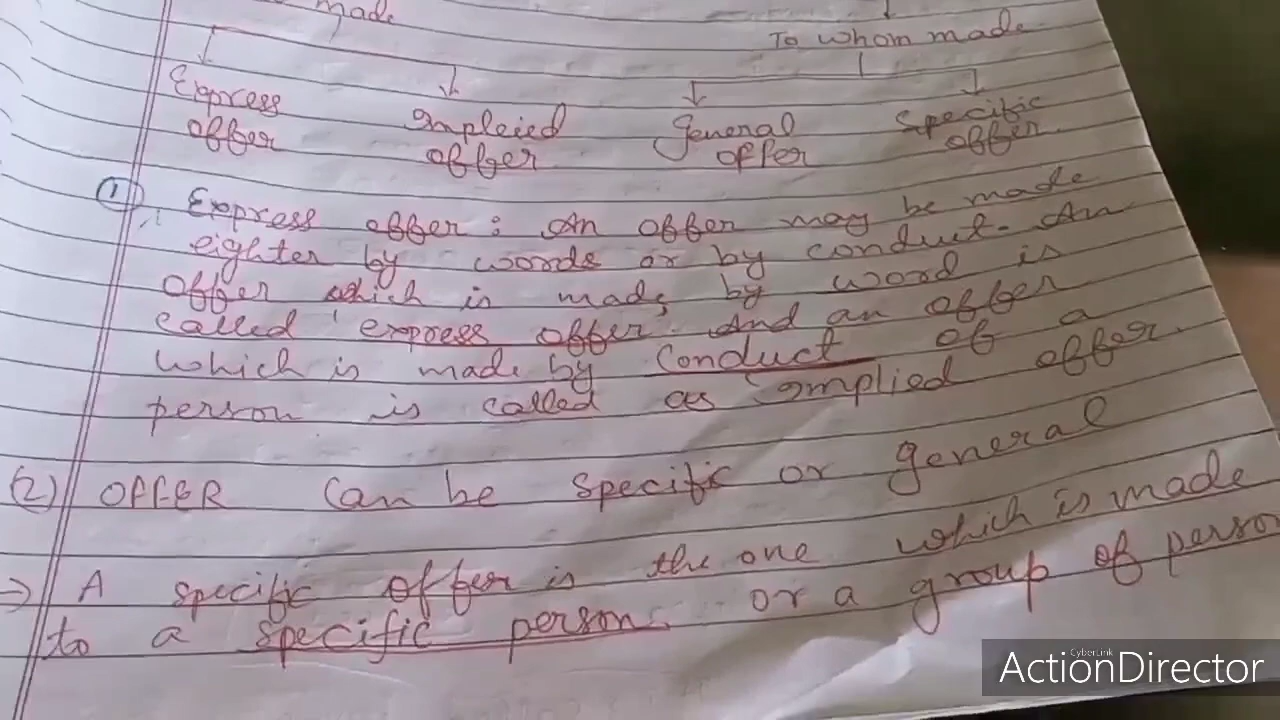 made
To whom made
Express offer
Impleied offer
General offer
Specific offer
(1) Express offer : An offer may be made
eighter by words or by conduct. An
offer which is made by word is
called 'express offer'. And an offer
which is made by Conduct of a
person is called as 'implied offer.
(2) OFFER Can be specific or general
→ A specific offer is the one which is made
to a specific person. or a group of perso
CyberLink
ActionDirector